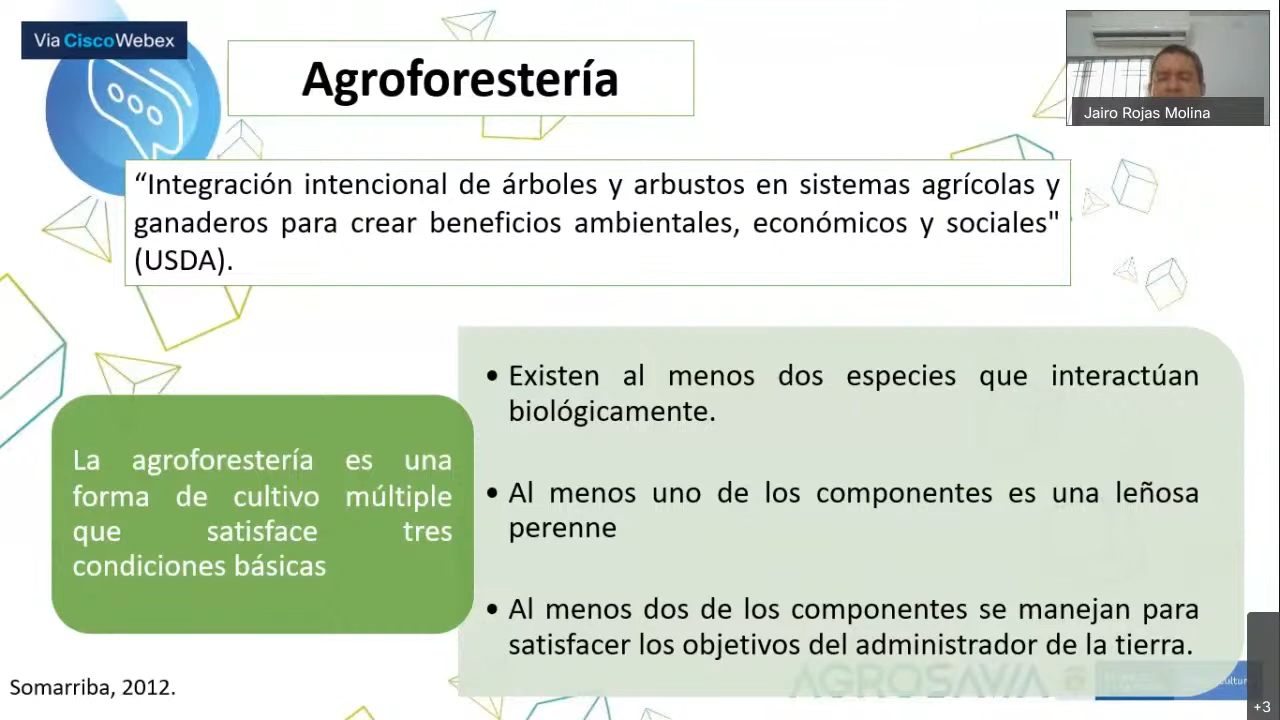 Via Cisco Webex
Agroforestería
Jairo Rojas Molina
“Integración intencional de árboles y arbustos en sistemas agrícolas y
ganaderos para crear beneficios ambientales, económicos y sociales"
(USDA).
La agroforestería es una
forma de cultivo múltiple
que satisface tres
condiciones básicas
• Existen al menos dos especies que interactúan
biológicamente.
• Al menos uno de los componentes es una leñosa
perenne
• Al menos dos de los componentes se manejan para
satisfacer los objetivos del administrador de la tierra.
Somarriba, 2012.
AGROSAVIA
+3